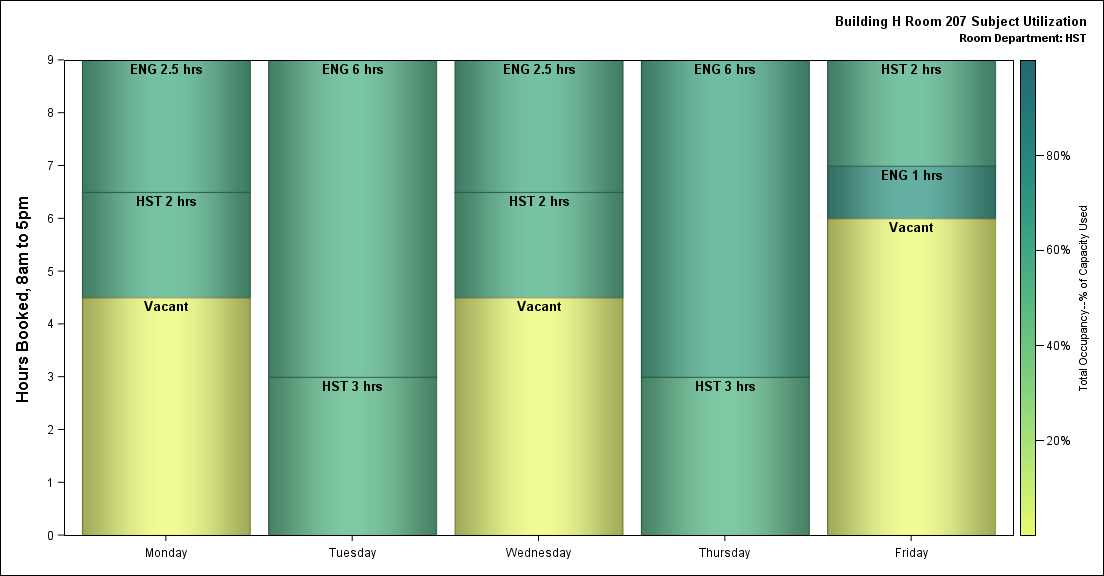 Building H Room 207 Subject Utilization
Room Department: HST
Hours Booked, 8am to 5pm
9
8
7
6
5
4
3
2
1
0
ENG 2.5 hrs
HST 2 hrs
Vacant
ENG 6 hrs
HST 3 hrs
ENG 2.5 hrs
HST 2 hrs
Vacant
ENG 6 hrs
HST 3 hrs
HST 2 hrs
ENG 1 hrs
Vacant
Monday
Tuesday
Wednesday
Thursday
Friday
80%
60%
40%
20%
Total Occupancy--% of Capacity Used